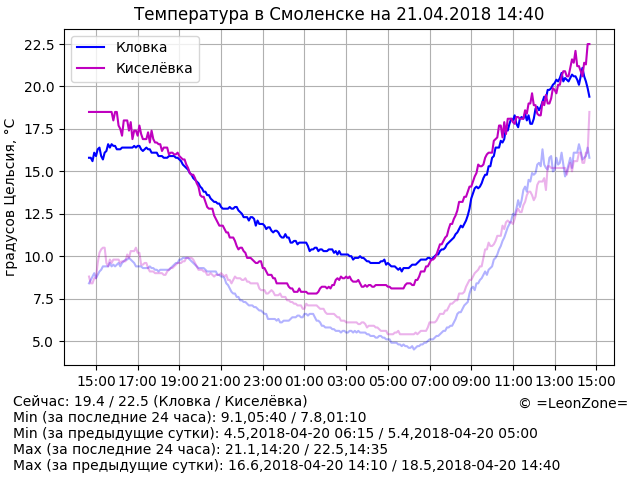 Температура в Смоленске на 21.04.2018 14:40
Кловка
Киселёвка
градусов Цельсия, °C
22.5
20.0
17.5
15.0
12.5
10.0
7.5
5.0
15:00 17:00 19:00 21:00 23:00 01:00 03:00 05:00 07:00 09:00 11:00 13:00 15:00
Сейчас: 19.4 / 22.5 (Кловка / Киселёвка)
© =LeonZone=
Min (за последние 24 часа): 9.1,05:40 / 7.8,01:10
Min (за предыдущие сутки): 4.5,2018-04-20 06:15 / 5.4,2018-04-20 05:00
Max (за последние 24 часа): 21.1,14:20 / 22.5,14:35
Max (за предыдущие сутки): 16.6,2018-04-20 14:10 / 18.5,2018-04-20 14:40